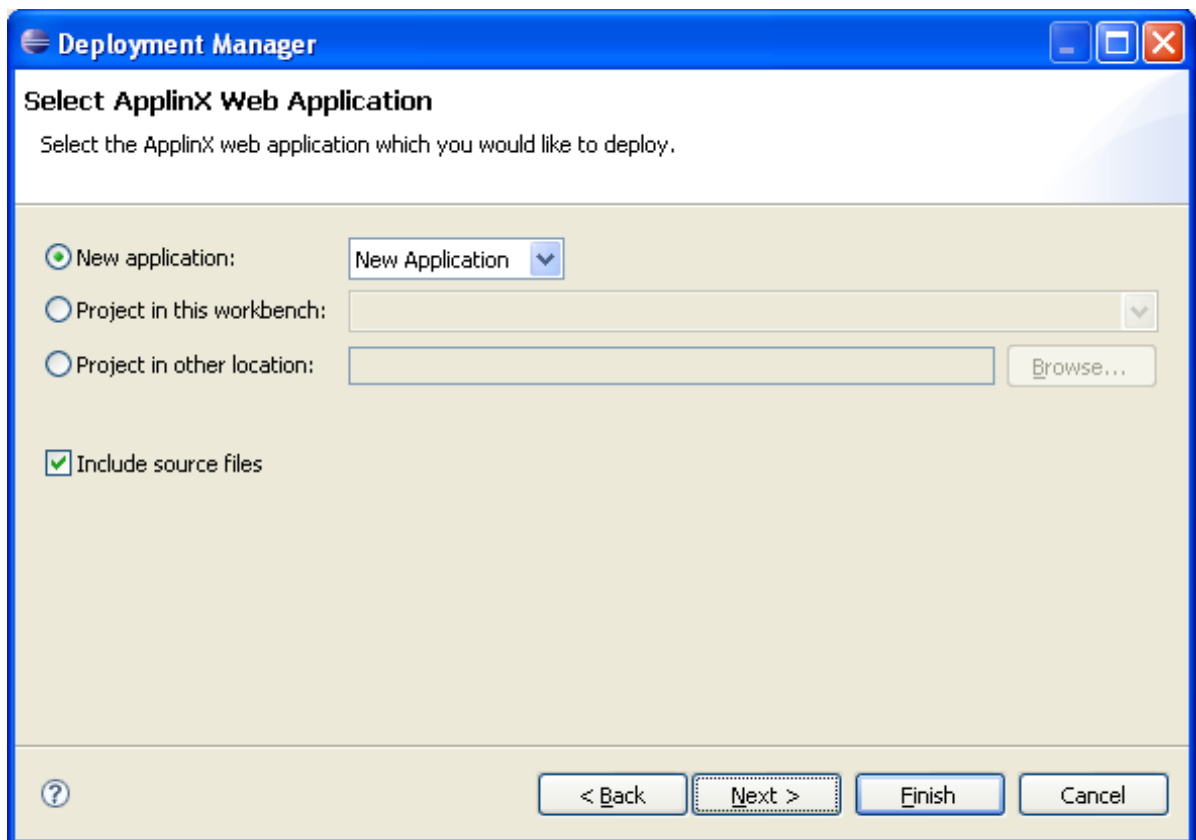 Deployment Manager
Select ApplinX Web Application
Select the ApplinX web application which you would like to deploy.
New application: New Application
Project in this workbench:
Project in other location: Browse...
Include source files
? < Back Next > Finish Cancel